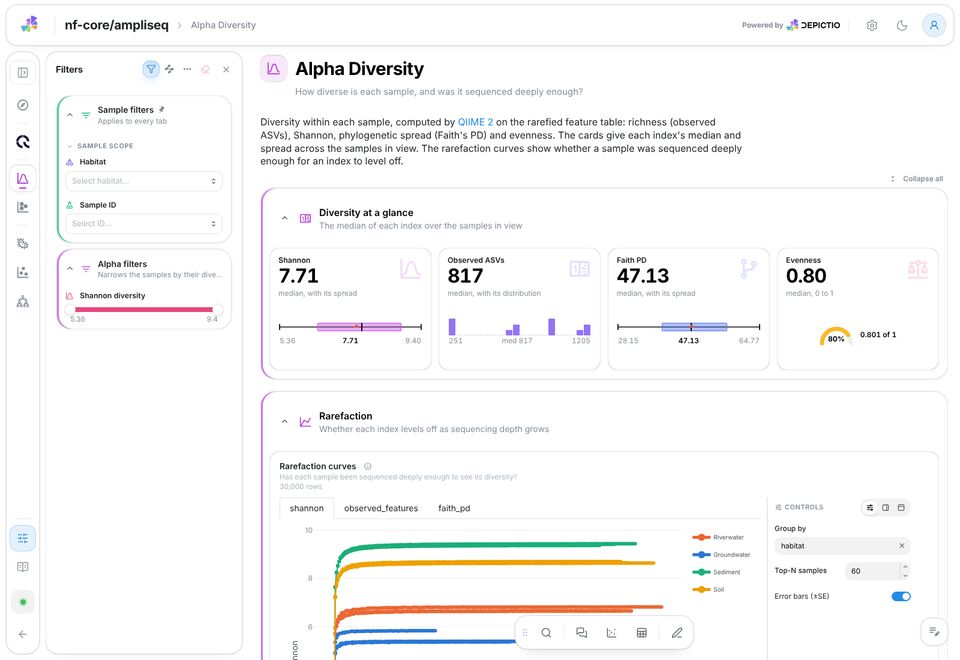 nf-core/ampliseq
Alpha Diversity
Powered by DEPICTIO
Filters
Sample filters
Applies to every tab
SAMPLE SCOPE
Habitat
Select habitat...
Sample ID
Select ID...
Alpha filters
Narrows the samples by their dive...
Shannon diversity
5.36 9.4
Alpha Diversity
How diverse is each sample, and was it sequenced deeply enough?
Diversity within each sample, computed by QIIME 2 on the rarefied feature table: richness (observed
ASVs), Shannon, phylogenetic spread (Faith's PD) and evenness. The cards give each index's median and
spread across the samples in view. The rarefaction curves show whether a sample was sequenced deeply
enough for an index to level off.
Collapse all
Diversity at a glance
The median of each index over the samples in view
Shannon
7.71
median, with its spread
5.36 7.71 9.40
Observed ASVs
817
median, with its distribution
251 med 817 1205
Faith PD
47.13
median, with its spread
28.15 47.13 64.77
Evenness
0.80
median, 0 to 1
80% 0.801 of 1
Rarefaction
Whether each index levels off as sequencing depth grows
Rarefaction curves
Has each sample been sequenced deeply enough to see its diversity?
30,000 rows
shannon observed_features faith_pd
10
8
6
Riverwater
Groundwater
Sediment
Soil
CONTROLS
Group by
habitat
Top-N samples 60
Error bars (±SE)